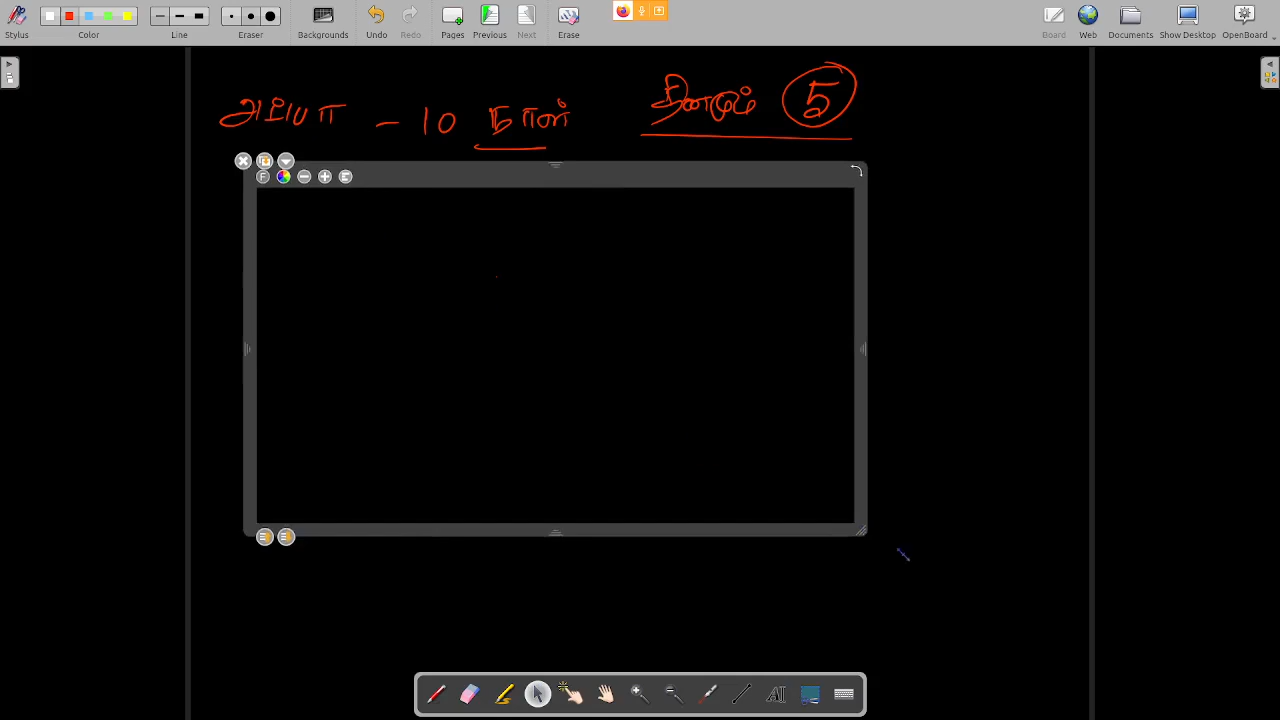 Stylus Color Line Eraser Backgrounds Undo Redo Pages Previous Next Erase Board Web Documents Show Desktop OpenBoard
தினமும் 5
- 10 நாள்
F
AI